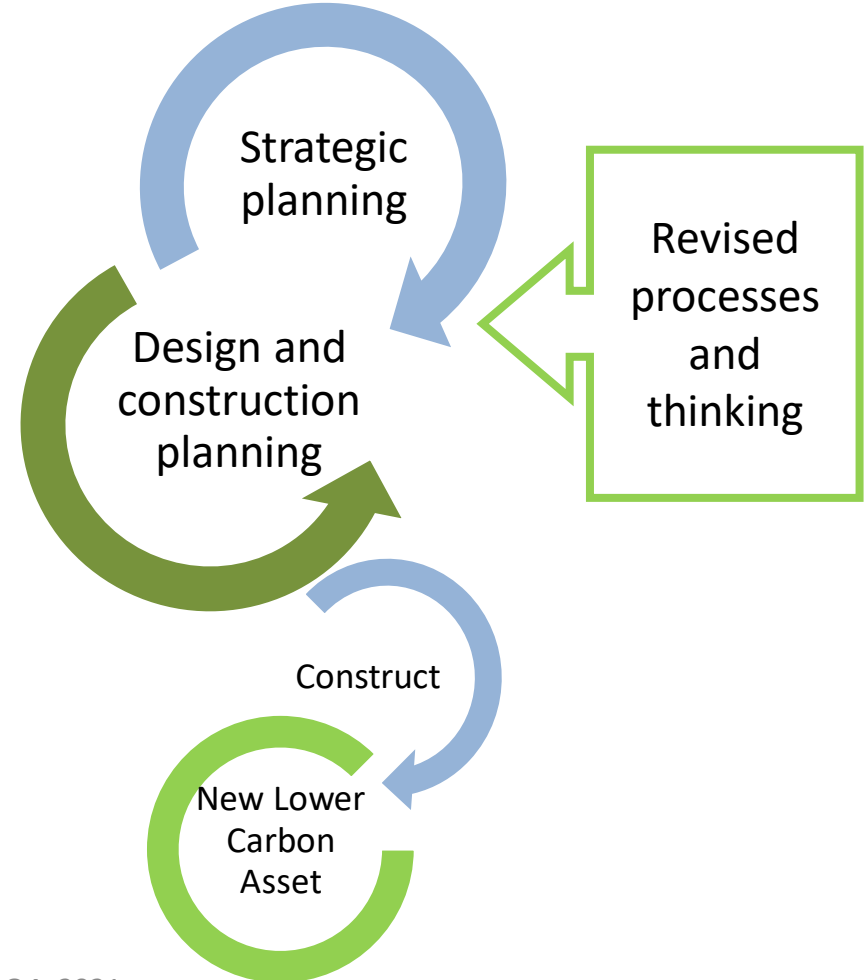 Strategic
planning
Revised
processes
and
thinking
Design and
construction
planning
Construct
New Lower
Carbon
Asset